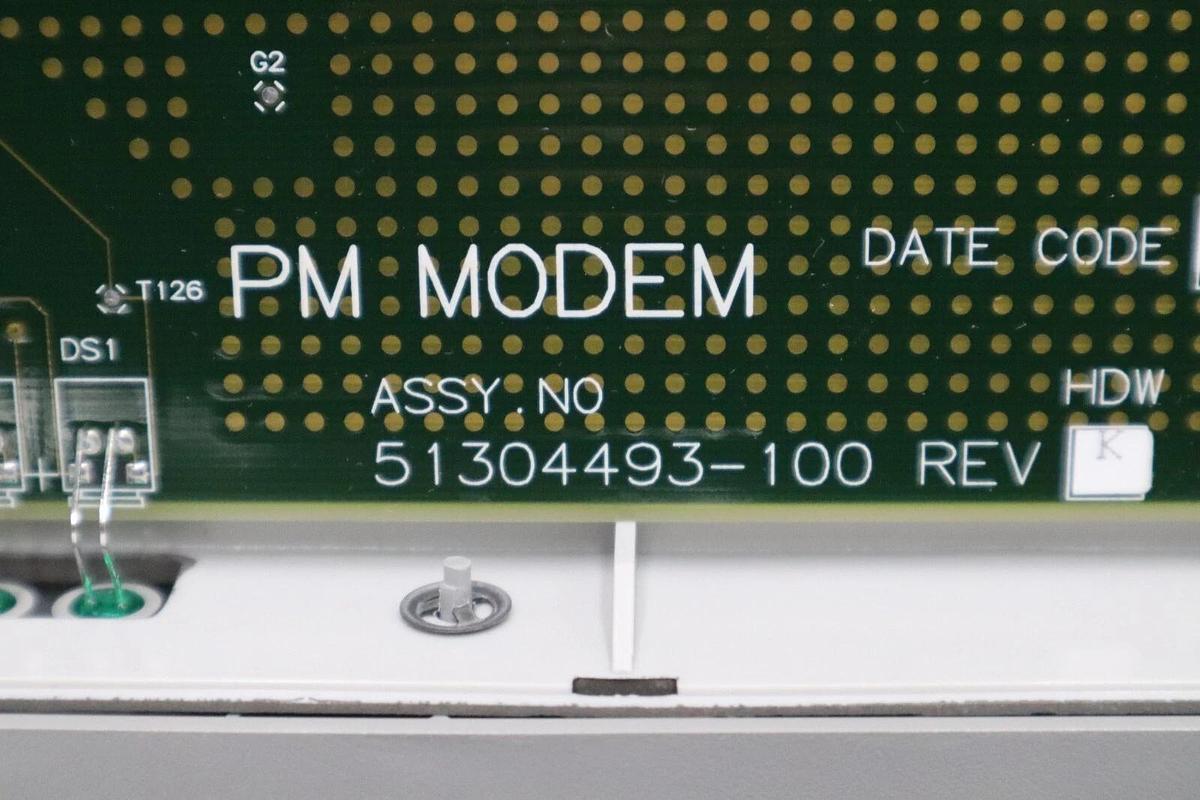 G2
DATE CODE
PM MODEM
T126
DS1
HDW
ASSY.NO
51304493-100 REV K